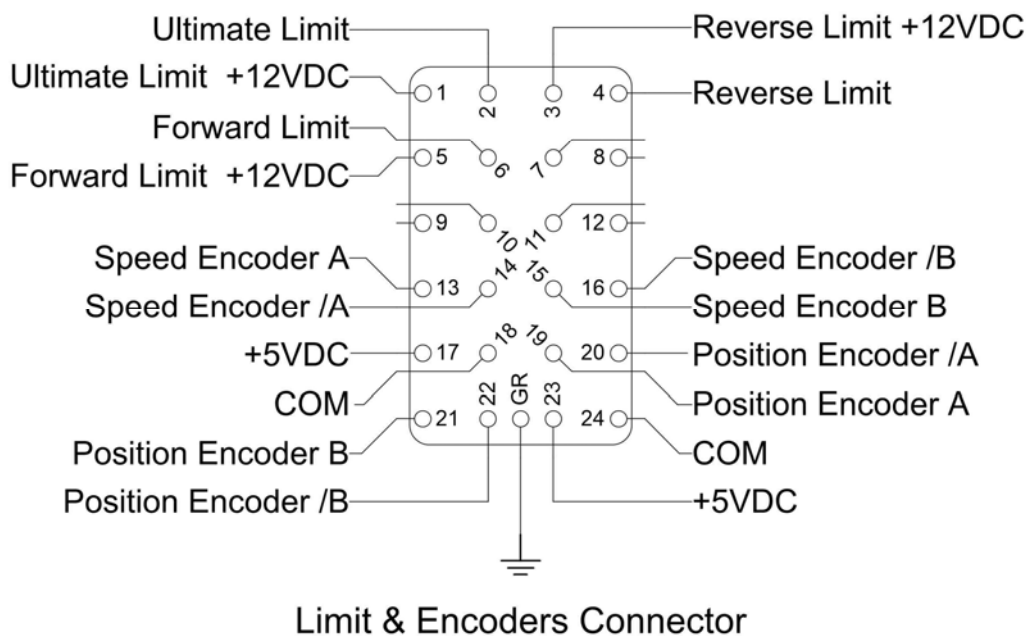 Ultimate Limit
Reverse Limit +12VDC
Ultimate Limit +12VDC
1
2
3
4
Reverse Limit
Forward Limit
Forward Limit +12VDC
5
6
7
8
9
10
11
12
Speed Encoder A
13
14
15
16
Speed Encoder /B
Speed Encoder /A
Speed Encoder B
+5VDC
17
18
19
20
Position Encoder /A
COM
Position Encoder A
21
22
GR
23
24
Position Encoder B
COM
Position Encoder /B
+5VDC
Limit & Encoders Connector